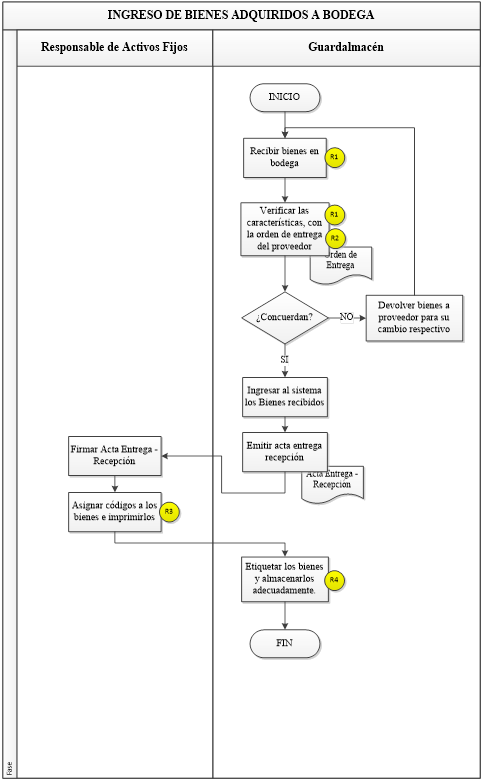 INGRESO DE BIENES ADQUIRIDOS A BODEGA
Responsable de Activos Fijos
Guardalmacén
INICIO
Recibir bienes en
bodega
R1
Verificar las
características, con
la orden de entrega
del proveedor
R1
R2
Orden de
Entrega
¿Concuerdan?
NO
Devolver bienes a
proveedor para su
cambio respectivo
SI
Ingresar al sistema
los Bienes recibidos
Emitir acta entrega
recepción
Acta Entrega -
Recepción
Firmar Acta Entrega -
Recepción
Asignar códigos a los
bienes e imprimirlos
R3
Etiquetar los bienes
y almacenarlos
adecuadamente.
R4
FIN
Fase